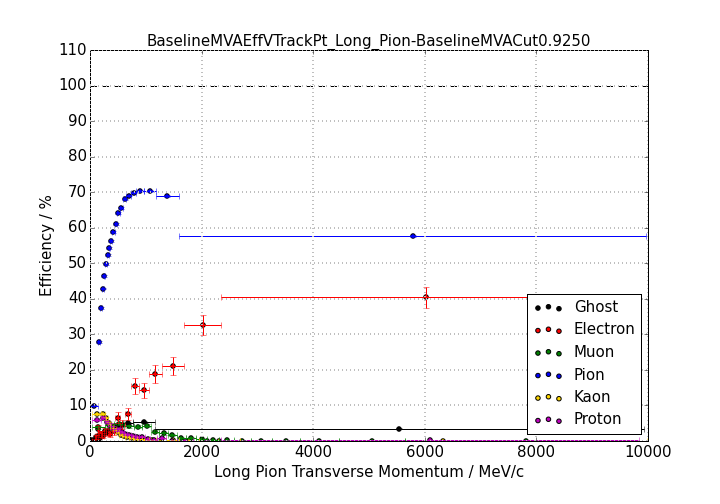 BaselineMVAEffVTrackPt_Long_Pion-BaselineMVACut0.9250
110
100
90
80
70
60
50
40
30
20
10
0
Efficiency / %
Ghost
Electron
Muon
Pion
Kaon
Proton
0 2000 4000 6000 8000 10000
Long Pion Transverse Momentum / MeV/c